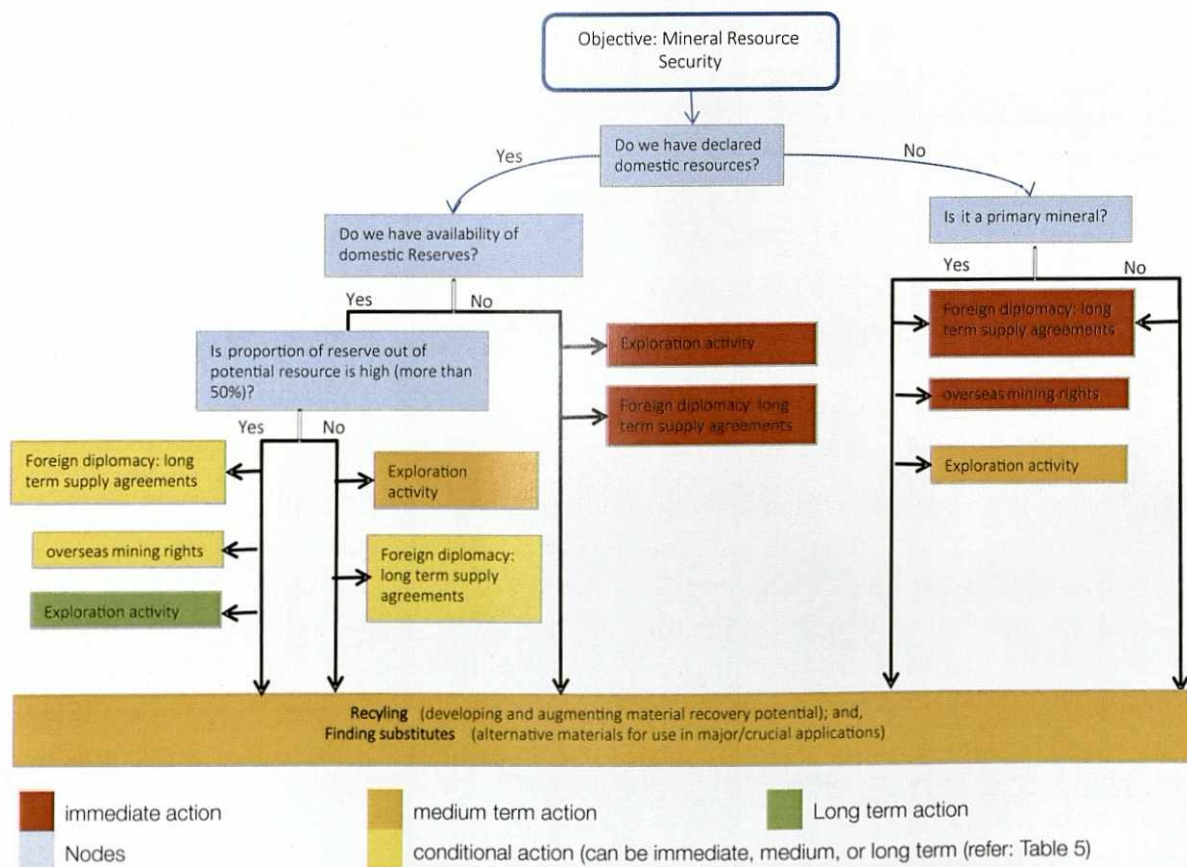 Objective: Mineral Resource
Security
Do we have declared
domestic resources?
Yes
No
Do we have availability of
domestic Reserves?
Is it a primary mineral?
Yes
No
Yes
No
Is proportion of reserve out of
potential resource is high (more than
50%)?
Exploration activity
Foreign diplomacy: long
term supply agreements
Foreign diplomacy: long
term supply agreements
overseas mining rights
Exploration activity
Yes
No
Foreign diplomacy: long
term supply agreements
overseas mining rights
Exploration activity
Exploration
activity
Foreign diplomacy:
long term supply
agreements
Recyling (developing and augmenting material recovery potential); and,
Finding substitutes (alternative materials for use in major/crucial applications)
immediate action
medium term action
Long term action
Nodes
conditional action (can be immediate, medium, or long term (refer: Table 5)